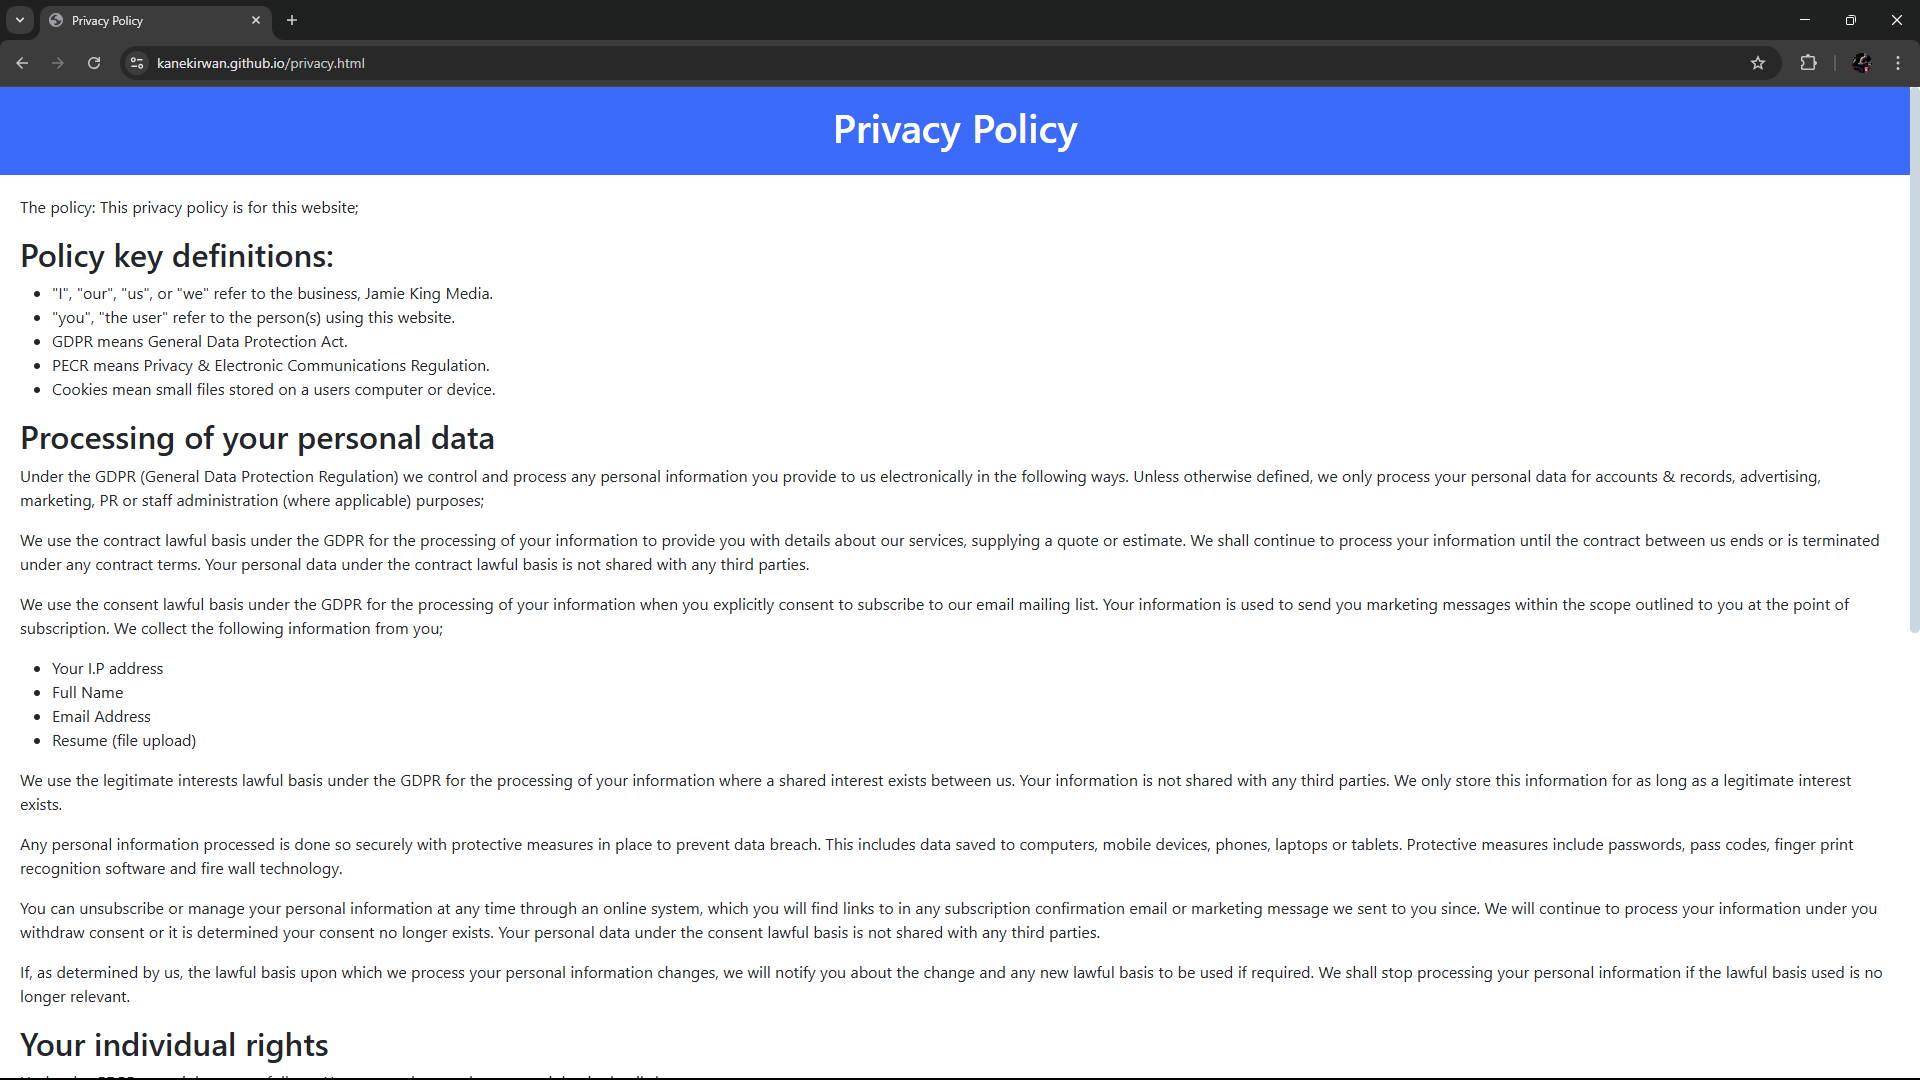 Privacy Policy
kanekirwan.github.io/privacy.html
Privacy Policy
The policy: This privacy policy is for this website;
Policy key definitions:
"I", "our", "us", or "we" refer to the business, Jamie King Media.
"you", "the user" refer to the person(s) using this website.
GDPR means General Data Protection Act.
PECR means Privacy & Electronic Communications Regulation.
Cookies mean small files stored on a users computer or device.
Processing of your personal data
Under the GDPR (General Data Protection Regulation) we control and process any personal information you provide to us electronically in the following ways. Unless otherwise defined, we only process your personal data for accounts & records, advertising,
marketing, PR or staff administration (where applicable) purposes;
We use the contract lawful basis under the GDPR for the processing of your information to provide you with details about our services, supplying a quote or estimate. We shall continue to process your information until the contract between us ends or is terminated
under any contract terms. Your personal data under the contract lawful basis is not shared with any third parties.
We use the consent lawful basis under the GDPR for the processing of your information when you explicitly consent to subscribe to our email mailing list. Your information is used to send you marketing messages within the scope outlined to you at the point of
subscription. We collect the following information from you;
Your I.P address
Full Name
Email Address
Resume (file upload)
We use the legitimate interests lawful basis under the GDPR for the processing of your information where a shared interest exists between us. Your information is not shared with any third parties. We only store this information for as long as a legitimate interest
exists.
Any personal information processed is done so securely with protective measures in place to prevent data breach. This includes data saved to computers, mobile devices, phones, laptops or tablets. Protective measures include passwords, pass codes, finger print
recognition software and fire wall technology.
You can unsubscribe or manage your personal information at any time through an online system, which you will find links to in any subscription confirmation email or marketing message we sent to you since. We will continue to process your information under you
withdraw consent or it is determined your consent no longer exists. Your personal data under the consent lawful basis is not shared with any third parties.
If, as determined by us, the lawful basis upon which we process your personal information changes, we will notify you about the change and any new lawful basis to be used if required. We shall stop processing your personal information if the lawful basis used is no
longer relevant.
Your individual rights